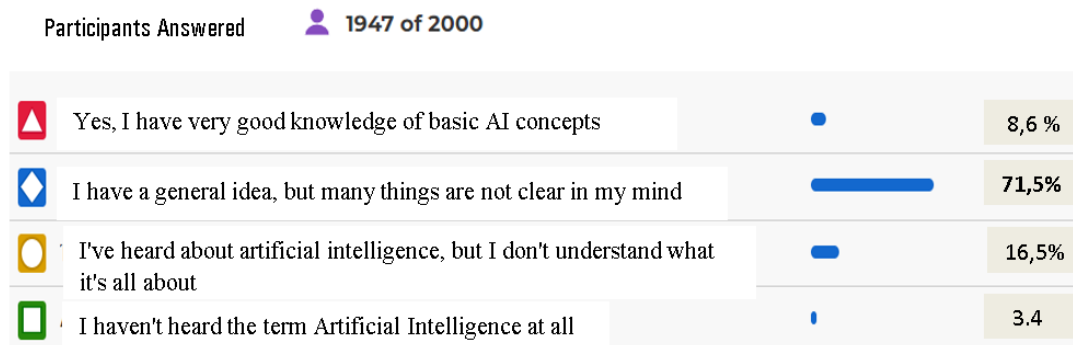 Participants Answered 1947 of 2000
Yes, I have very good knowledge of basic AI concepts 8,6 %
I have a general idea, but many things are not clear in my mind 71,5%
I've heard about artificial intelligence, but I don't understand what 16,5%
it's all about
I haven't heard the term Artificial Intelligence at all 3.4